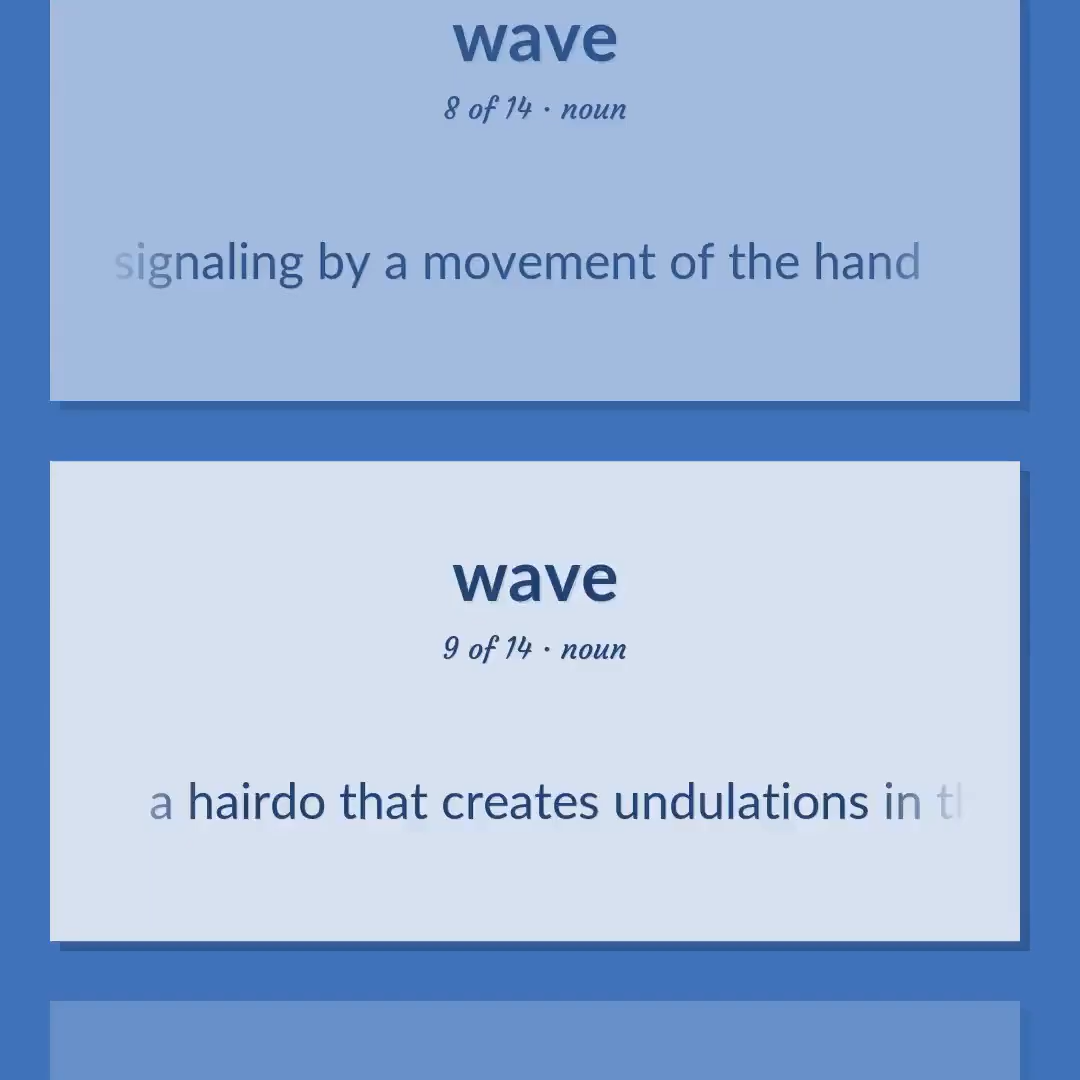 wave
8 of 14 · noun
signaling by a movement of the hand
wave
9 of 14 · noun
a hairdo that creates undulations in